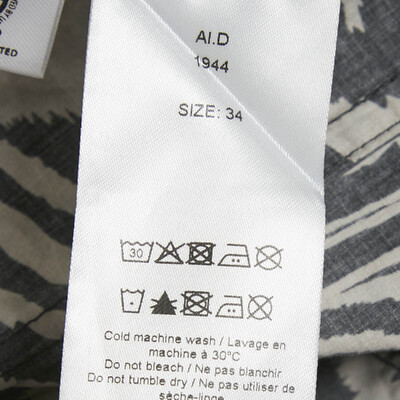 TED
AI.D
1944
SIZE: 34
30
Cold machine wash / Lavage en
machine à 30°C
Do not bleach / Ne pas blanchir
Do not tumble dry / Ne pas utiliser de
sèche-linge